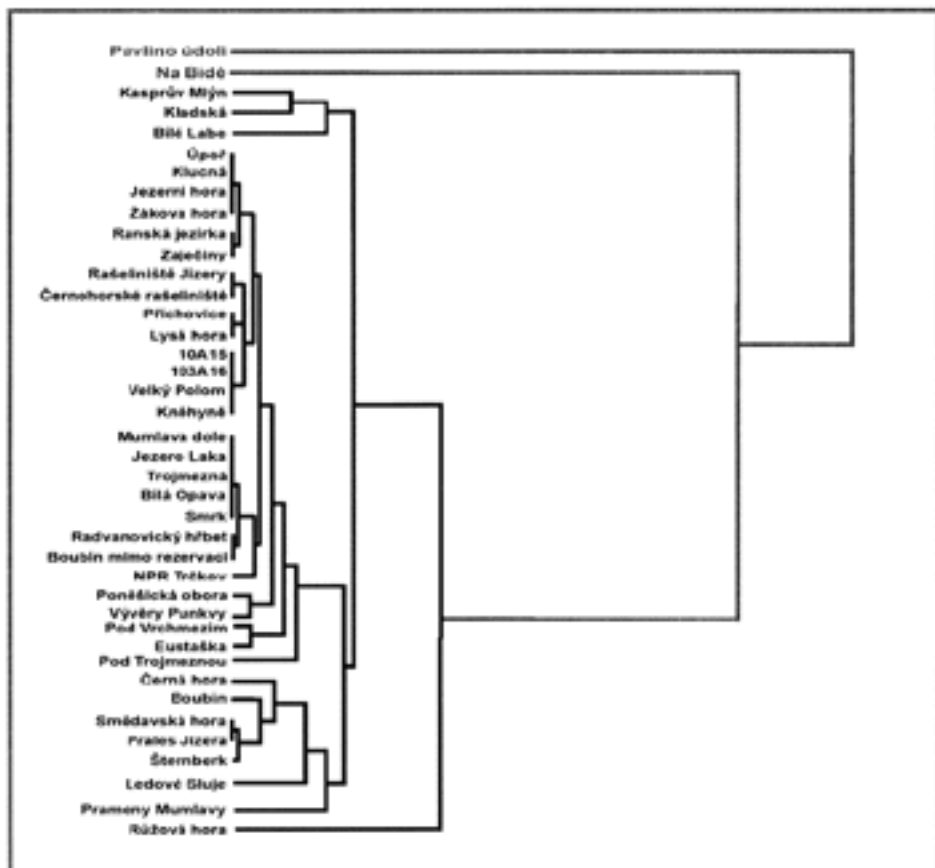 Pavlino údolí
Na Bídě
Kasprův Mlýn
Kladská
Bílé Labe
Úpoř
Klucná
Jezerní hora
Žákova hora
Ranská jezírka
Zaječiny
Rašeliniště Jizery
Černohorské rašeliniště
Příchovice
Lysá hora
10A15
103A16
Velký Polom
Kněhyně
Mumlava dole
Jezero Laka
Trojmezná
Bílá Opava
Smrk
Radvanovický hřbet
Boubín mimo rezervaci
NPR Trčkov
Poněšická obora
Vývěry Punkvy
Pod Vrchmezím
Eustaška
Pod Trojmeznou
Černá hora
Boubín
Smědavská hora
Prales Jizera
Šternberk
Ledové Sluje
Prameny Mumlavy
Růžová hora